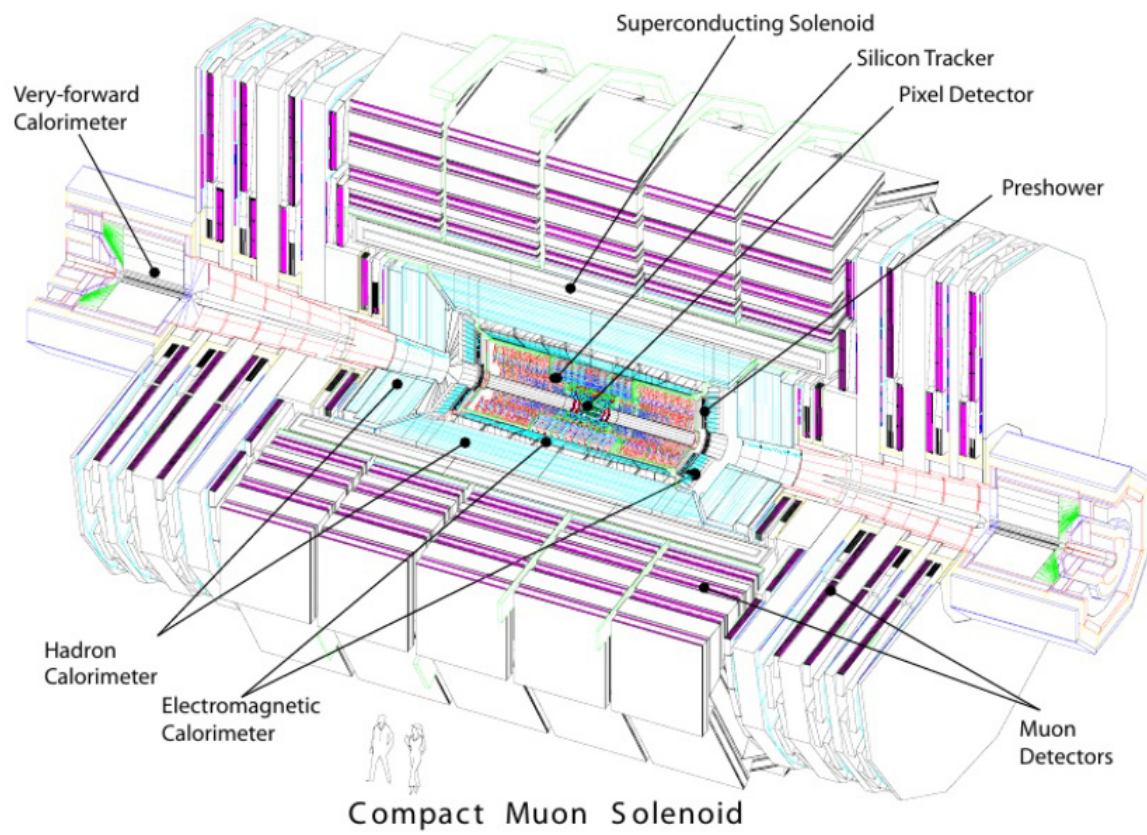 Superconducting Solenoid
Silicon Tracker
Pixel Detector
Very-forward
Calorimeter
Preshower
Hadron
Calorimeter
Electromagnetic
Calorimeter
Muon
Detectors
Compact Muon Solenoid